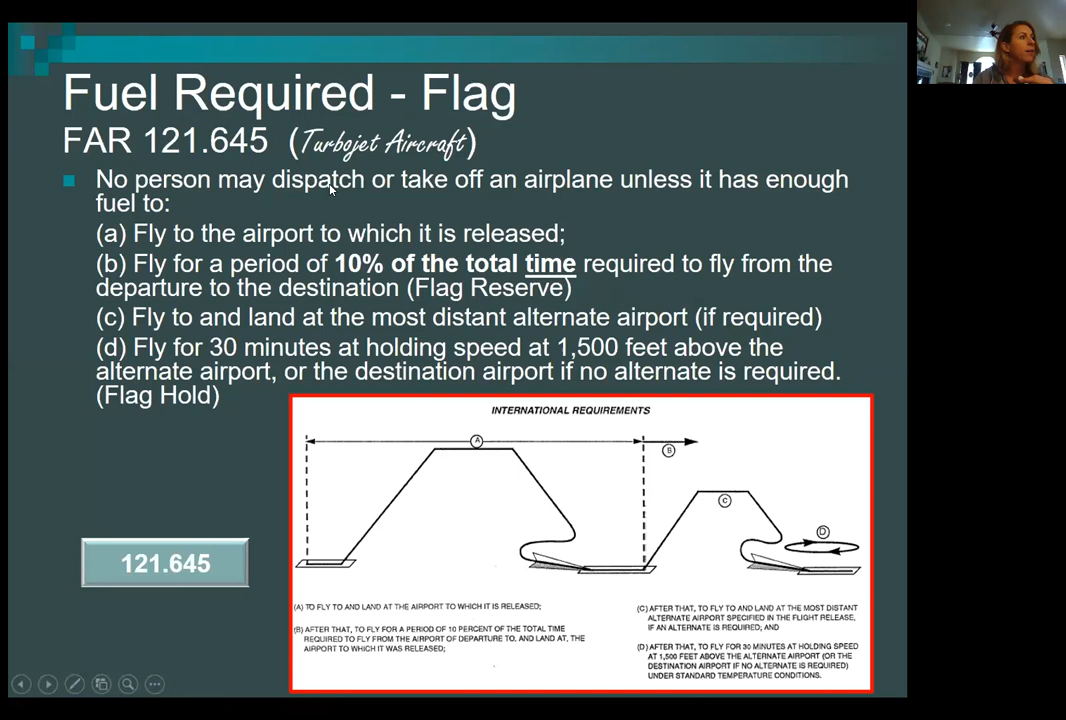 Fuel Required - Flag
FAR 121.645 (Turbojet Aircraft)
No person may dispatch or take off an airplane unless it has enough
fuel to:
(a) Fly to the airport to which it is released;
(b) Fly for a period of 10% of the total time required to fly from the
departure to the destination (Flag Reserve)
(c) Fly to and land at the most distant alternate airport (if required)
(d) Fly for 30 minutes at holding speed at 1,500 feet above the
alternate airport, or the destination airport if no alternate is required.
(Flag Hold)
121.645
INTERNATIONAL REQUIREMENTS
A
B
C
D
(A) TO FLY TO AND LAND AT THE AIRPORT TO WHICH IT IS RELEASED;
(B) AFTER THAT, TO FLY FOR A PERIOD OF 10 PERCENT OF THE TOTAL TIME
REQUIRED TO FLY FROM THE AIRPORT OF DEPARTURE TO, AND LAND AT, THE
AIRPORT TO WHICH IT WAS RELEASED;
(C) AFTER THAT, TO FLY TO AND LAND AT THE MOST DISTANT
ALTERNATE AIRPORT SPECIFIED IN THE FLIGHT RELEASE,
IF AN ALTERNATE IS REQUIRED; AND
(D) AFTER THAT, TO FLY FOR 30 MINUTES AT HOLDING SPEED
AT 1,500 FEET ABOVE THE ALTERNATE AIRPORT (OR THE
DESTINATION AIRPORT IF NO ALTERNATE IS REQUIRED)
UNDER STANDARD TEMPERATURE CONDITIONS.